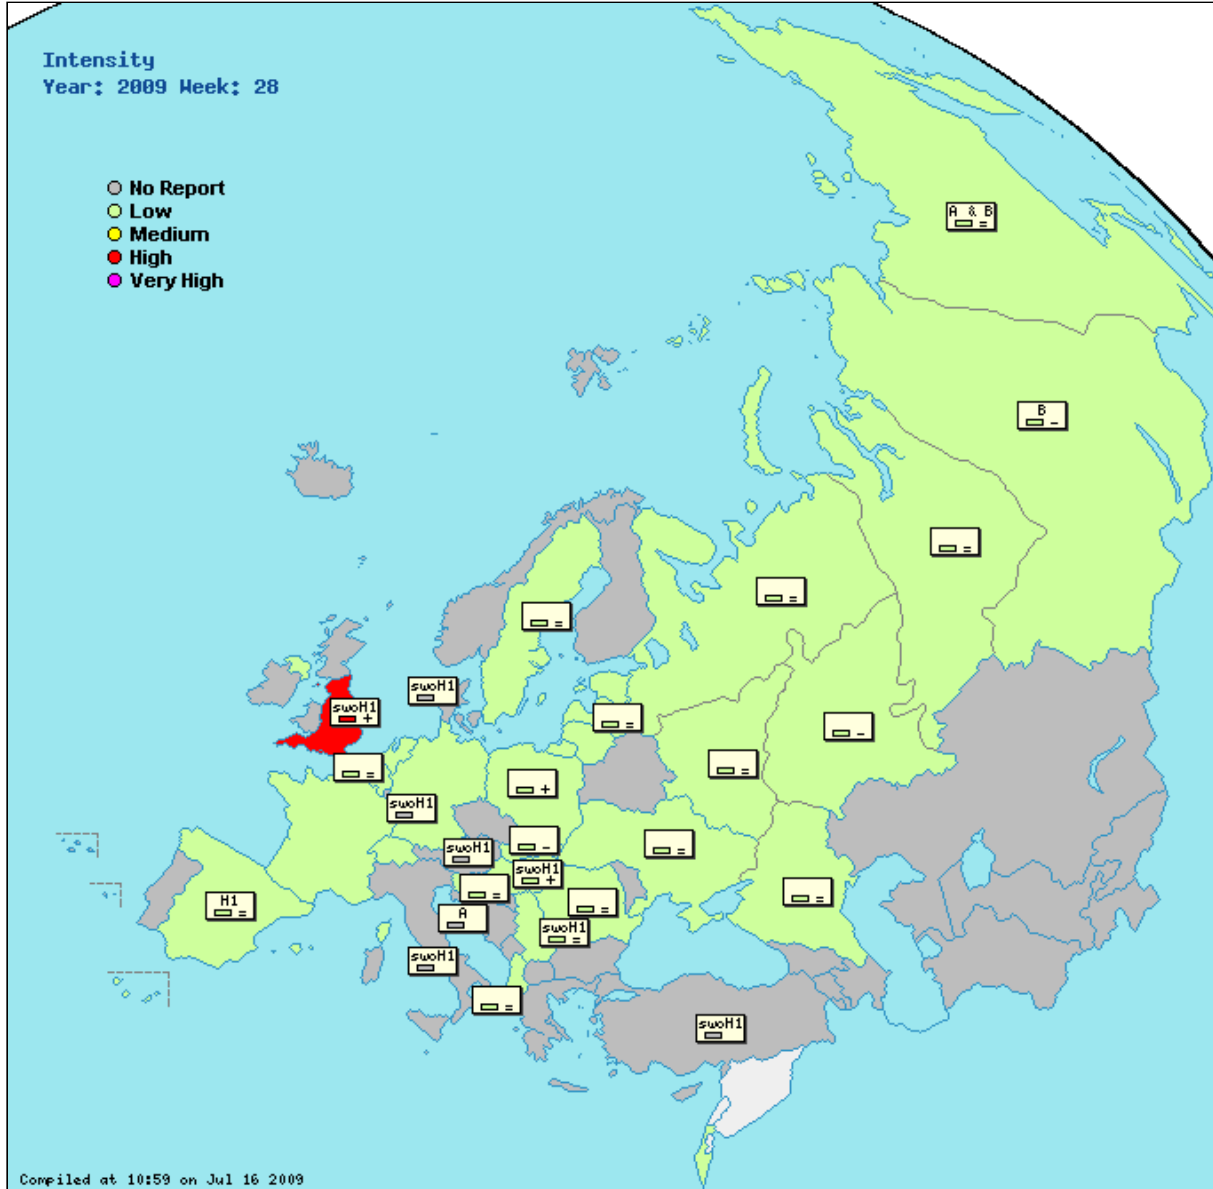 Intensity
Year: 2009 Week: 28
No Report
Low
Medium
High
Very High
A & B
=
B
-
=
=
=
swoH1
swoH1
+
=
-
=
=
+
swoH1
=
swoH1
-
swoH1
+
=
=
=
H1
=
A
swoH1
=
swoH1
=
swoH1
Compiled at 10:59 on Jul 16 2009